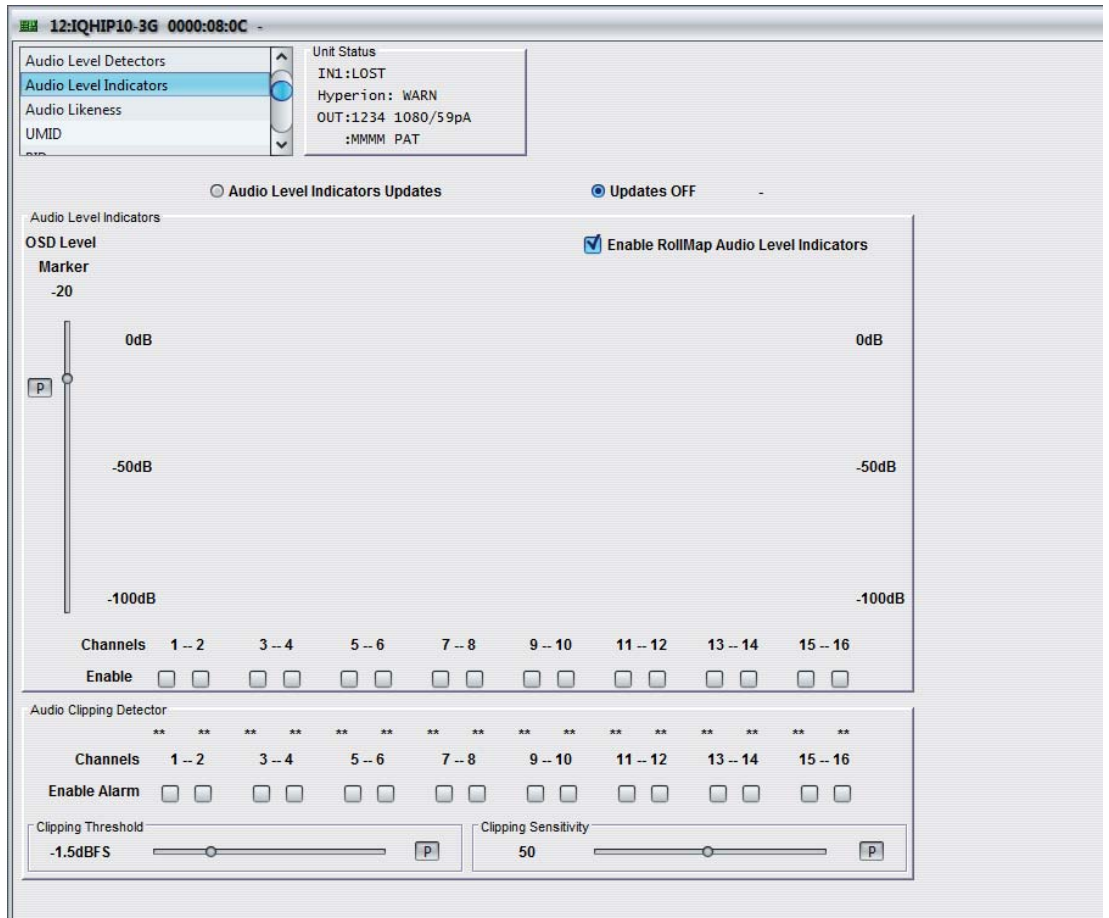 12:IQHIP10-3G 0000:08:0C -
Audio Level Detectors
Audio Level Indicators
Audio Likeness
UMID
Unit Status
IN1:LOST
Hyperion: WARN
OUT:1234 1080/59pA
:MMMM PAT
Audio Level Indicators Updates
Updates OFF -
Audio Level Indicators
OSD Level
Marker
-20
Enable RollMap Audio Level Indicators
0dB 0dB
P
-50dB -50dB
-100dB -100dB
Channels 1 -- 2 3 -- 4 5 -- 6 7 -- 8 9 -- 10 11 -- 12 13 -- 14 15 -- 16
Enable
Audio Clipping Detector
** ** ** ** ** ** ** ** ** ** ** ** ** ** ** **
Channels 1 -- 2 3 -- 4 5 -- 6 7 -- 8 9 -- 10 11 -- 12 13 -- 14 15 -- 16
Enable Alarm
Clipping Threshold
-1.5dBFS P
Clipping Sensitivity
50 P